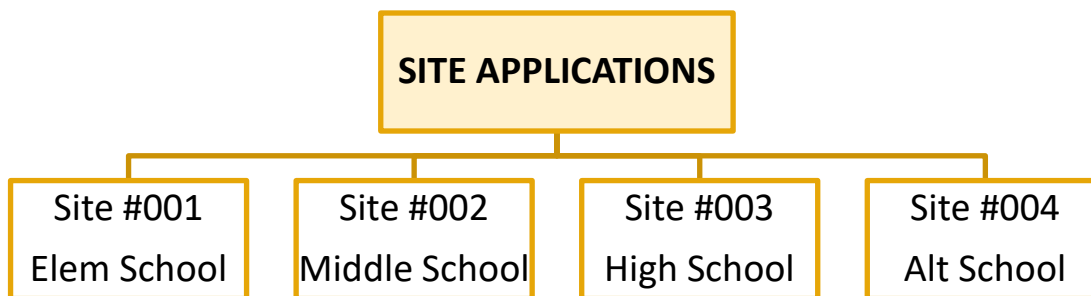 SITE APPLICATIONS
Site #001
Elem School
Site #002
Middle School
Site #003
High School
Site #004
Alt School